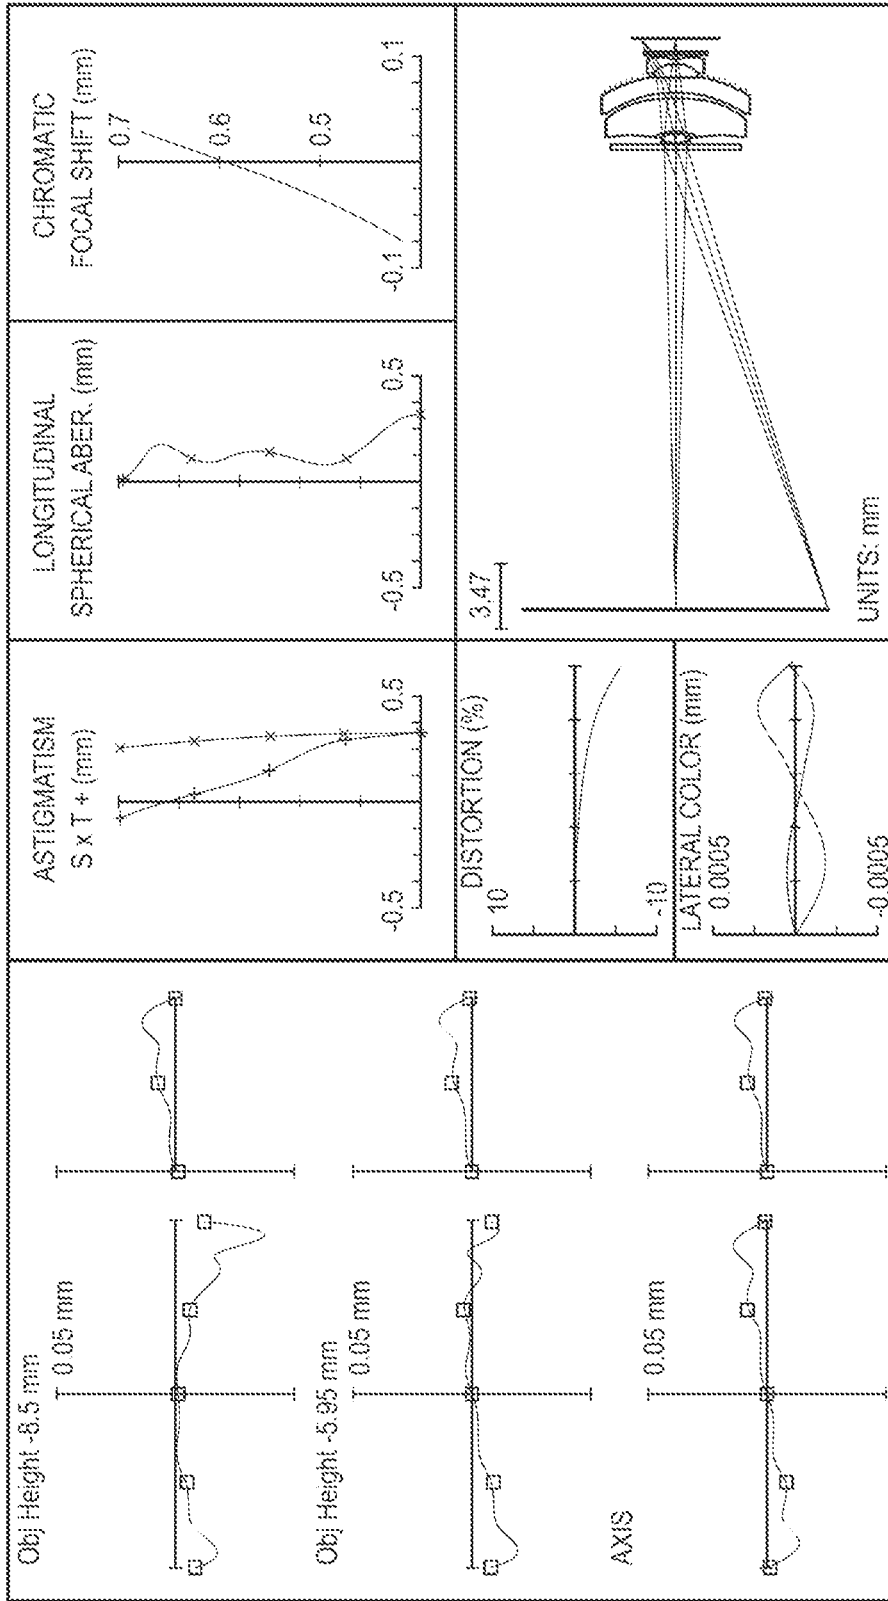 Obj Height -8.5 mm
0.05 mm
Obj Height -5.95 mm
0.05 mm
AXIS
0.05 mm
ASTIGMATISM
S x T + (mm)
-0.5
0.5
LONGITUDINAL
SPHERICAL ABER. (mm)
-0.5
0.5
CHROMATIC
FOCAL SHIFT (mm)
0.7
0.6
0.5
-0.1
0.1
DISTORTION (%)
10
-10
LATERAL COLOR (mm)
0.0005
-0.0005
3.47
UNITS: mm